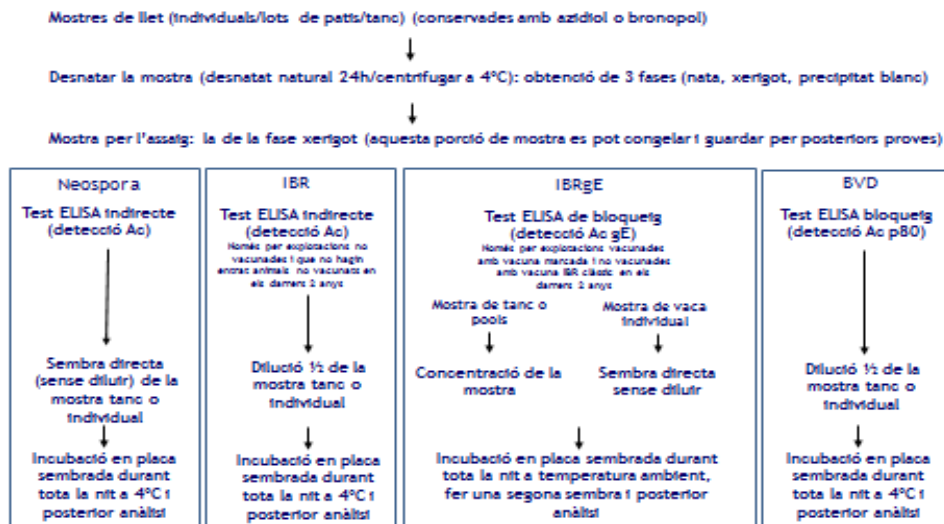 Mostres de llet (individuals/lots de patis/tanc) (conservades amb azidiol o bronopol)
Desnatar la mostra (desnatat natural 24h/centrifugar a 4ºC): obtenció de 3 fases (nata, xerigot, precipitat blanc)
Mostra per l'assaig: la de la fase xerigot (aquesta porció de mostra es pot congelar i guardar per posteriors proves)
Neospora
Test ELISA indirecte
(detecció Ac)
Sembra directa
(sense diluir) de la
mostra tanc o
individual
Incubació en placa
sembrada durant
tota la nit a 4ºC i
posterior anàlisi
IBR
Test ELISA indirecte
(detecció Ac)
Només per explotacions no
vacunades i que no hagin
entras animals no vacunats en
els darrers 2 anys
Dilució ½ de la
mostra tanc o
individual
Incubació en placa
sembrada durant
tota la nit a 4ºC i
posterior anàlisi
IBRgE
Test ELISA de bloqueig
(detecció Ac gE)
Només per explotacions vacunades
amb vacuna marcada i no vacunades
amb vacuna IBR clàssic en els
darrers 2 anys
Mostra de tanc o
pools
Concentració de la
mostra
Mostra de vaca
individual
Sembra directa
sense diluir
Incubació en placa sembrada durant
tota la nit a temperatura ambient,
fer una segona sembra i posterior
anàlisi
BVD
Test ELISA bloqueig
(detecció Ac p80)
Dilució ½ de la
mostra tanc o
individual
Incubació en placa
sembrada durant
tota la nit a 4ºC i
posterior anàlisi